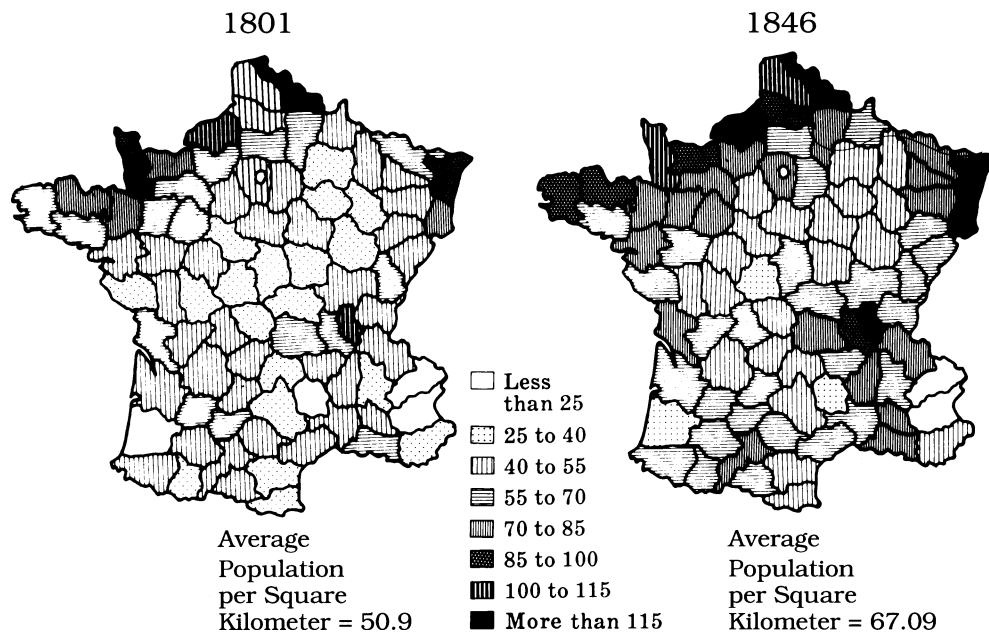 1801
1846
Less
than 25
25 to 40
40 to 55
55 to 70
70 to 85
85 to 100
100 to 115
More than 115
Average
Population
per Square
Kilometer = 50.9
Average
Population
per Square
Kilometer = 67.09